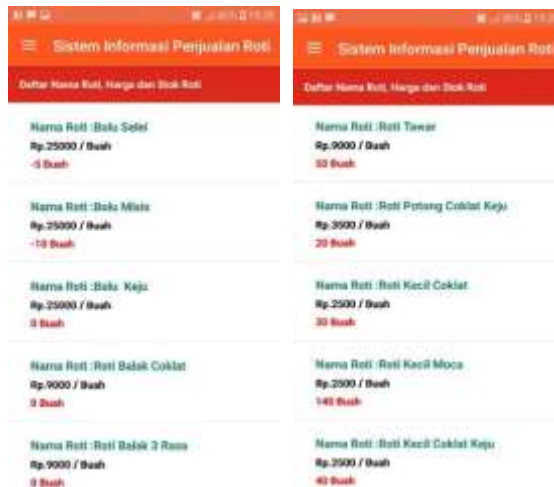 Sistem Informasi Penjualan Roti
Daftar Nama Roti, Harga dan Stok Roti
Nama Roti :Bolu Selei
Rp.25000 / Buah
-5 Buah
Nama Roti :Bolu
Rp.25000 / Buah
-10 Buah
Nama Roti :Bolu Keju
Rp.25000 / Buah
0 Buah
Nama Roti :Roti Balak Coklat
Rp.9000 / Buah
0 Buah
Nama Roti :Roti Balak 3 Rasa
Rp.9000 / Buah
0 Buah
Sistem Informasi Penjualan Roti
Daftar Nama Roti, Harga dan Stok Roti
Nama Roti :Roti Tawar
Rp.9000 / Buah
50 Buah
Nama Roti :Roti Potong Coklat Keju
Rp.3500 / Buah
20 Buah
Nama Roti :Roti Kecil Coklat
Rp.2500 / Buah
30 Buah
Nama Roti :Roti Kecil Moca
Rp.2500 / Buah
140 Buah
Nama Roti :Roti Kecil Coklat Keju
Rp.2500 / Buah
40 Buah